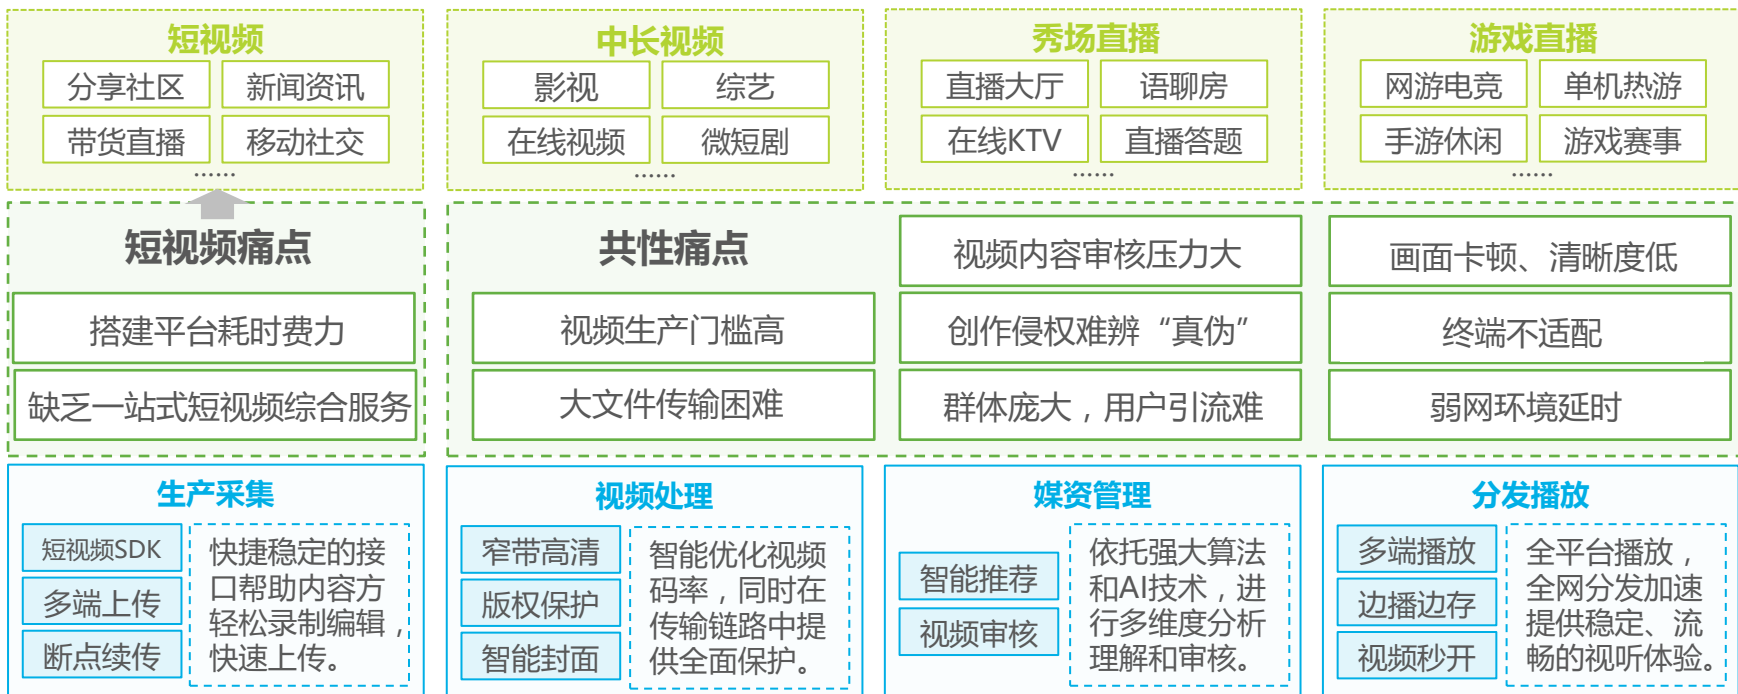 短视频
分享社区
新闻资讯
带货直播
移动社交
……
中长视频
影视
综艺
在线视频
微短剧
……
秀场直播
直播大厅
语聊房
在线KTV
直播答题
……
游戏直播
网游电竞
单机热游
手游休闲
游戏赛事
……
短视频痛点
搭建平台耗时费力
缺乏一站式短视频综合服务
共性痛点
视频生产门槛高
大文件传输困难
视频内容审核压力大
创作侵权难辨“真伪”
群体庞大，用户引流难
画面卡顿、清晰度低
终端不适配
弱网环境延时
生产采集
短视频SDK
多端上传
断点续传
快捷稳定的接
口帮助内容方
轻松录制编辑，
快速上传。
视频处理
窄带高清
版权保护
智能封面
智能优化视频
码率，同时在
传输链路中提
供全面保护。
媒资管理
智能推荐
视频审核
依托强大算法
和AI技术，进
行多维度分析
理解和审核。
分发播放
多端播放
边播边存
视频秒开
全平台播放，
全网分发加速
提供稳定、流
畅的视听体验。